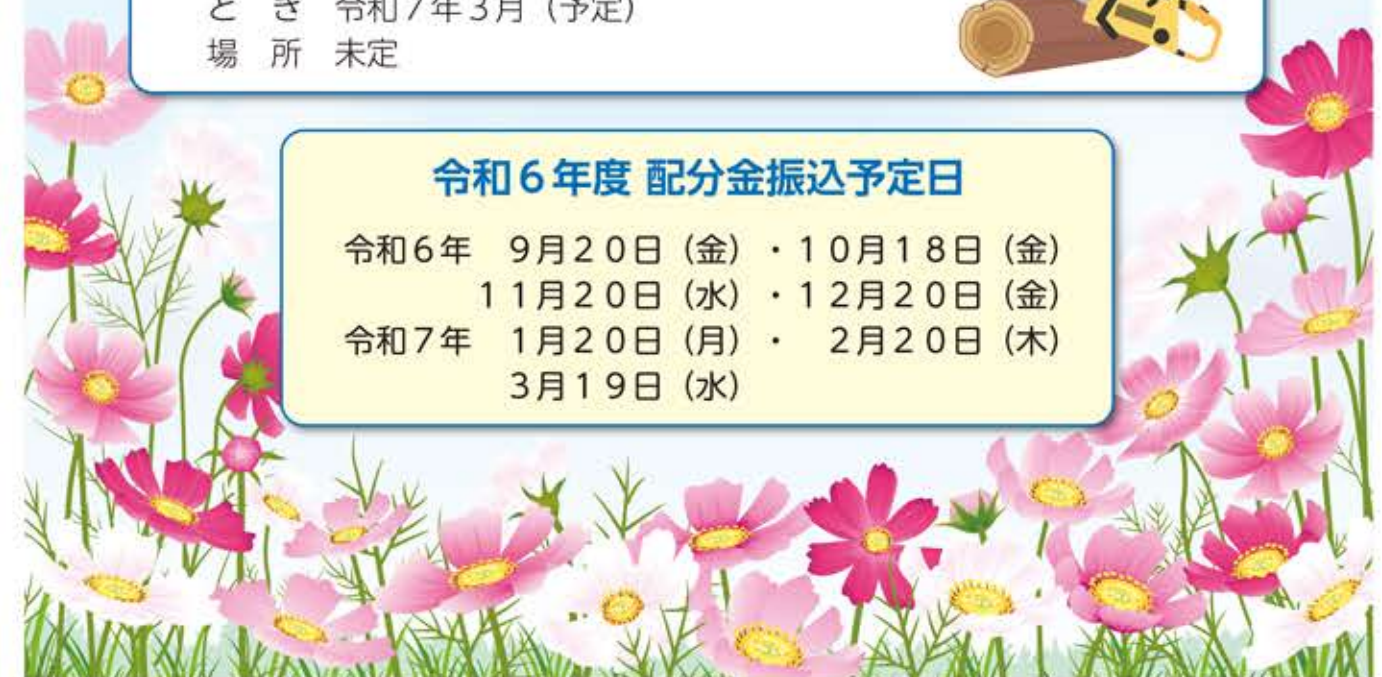 と き 令和7年3月（予定）
場 所 未定
令和６年度 配分金振込予定日
令和６年　９月２０日（金）・１０月１８日（金）
１１月２０日（水）・１２月２０日（金）
令和７年　１月２０日（月）・　２月２０日（木）
３月１９日（水）